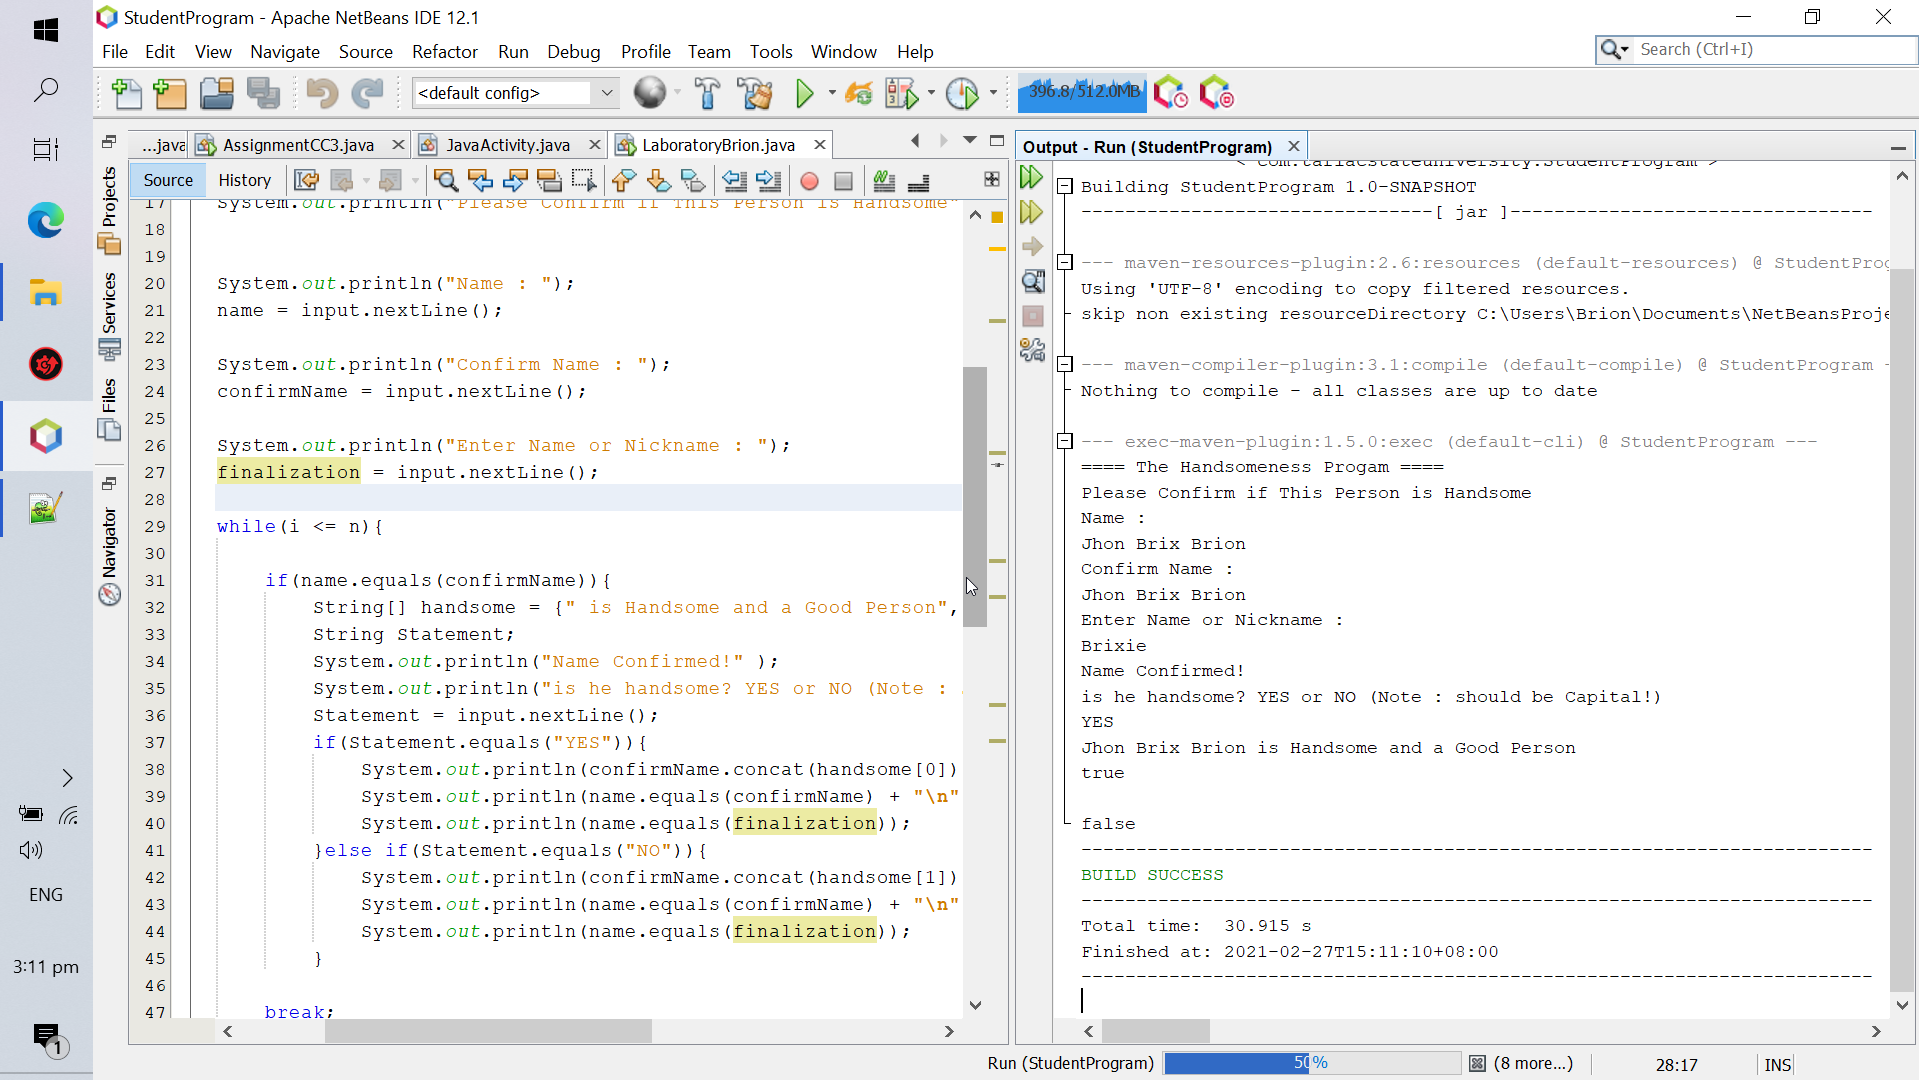 StudentProgram - Apache NetBeans IDE 12.1
File Edit View Navigate Source Refactor Run Debug Profile Team Tools Window Help
Search (Ctrl+I)
<default config>
396.8/512.0MB
...java
AssignmentCC3.java
JavaActivity.java
LaboratoryBrion.java
Output - Run (StudentProgram)
Source
History
Projects
Services
Files
Navigator
17 System.out.println("Please Confirm if This Person is Handsome"
18
19
20 System.out.println("Name : ");
21 name = input.nextLine();
22
23 System.out.println("Confirm Name : ");
24 confirmName = input.nextLine();
25
26 System.out.println("Enter Name or Nickname : ");
27 finalization = input.nextLine();
28
29 while(i <= n){
30
31 if(name.equals(confirmName)){
32 String[] handsome = {" is Handsome and a Good Person",
33 String Statement;
34 System.out.println("Name Confirmed!" );
35 System.out.println("is he handsome? YES or NO (Note :
36 Statement = input.nextLine();
37 if(Statement.equals("YES")){
38 System.out.println(confirmName.concat(handsome[0])
39 System.out.println(name.equals(confirmName) + "\n"
40 System.out.println(name.equals(finalization));
41 }else if(Statement.equals("NO")){
42 System.out.println(confirmName.concat(handsome[1])
43 System.out.println(name.equals(confirmName) + "\n"
44 System.out.println(name.equals(finalization));
45 }
46
47 break;
< com.tarlacstateuniversity:StudentProgram >
Building StudentProgram 1.0-SNAPSHOT
--------------------------------[ jar ]---------------------------------
--- maven-resources-plugin:2.6:resources (default-resources) @ StudentProg
Using 'UTF-8' encoding to copy filtered resources.
skip non existing resourceDirectory C:\Users\Brion\Documents\NetBeansProje
--- maven-compiler-plugin:3.1:compile (default-compile) @ StudentProgram -
Nothing to compile - all classes are up to date
--- exec-maven-plugin:1.5.0:exec (default-cli) @ StudentProgram ---
==== The Handsomeness Progam ====
Please Confirm if This Person is Handsome
Name :
Jhon Brix Brion
Confirm Name :
Jhon Brix Brion
Enter Name or Nickname :
Brixie
Name Confirmed!
is he handsome? YES or NO (Note : should be Capital!)
YES
Jhon Brix Brion is Handsome and a Good Person
true
false
------------------------------------------------------------------------
BUILD SUCCESS
------------------------------------------------------------------------
Total time: 30.915 s
Finished at: 2021-02-27T15:11:10+08:00
------------------------------------------------------------------------
ENG
3:11 pm
1
Run (StudentProgram)
50%
(8 more...)
28:17
INS